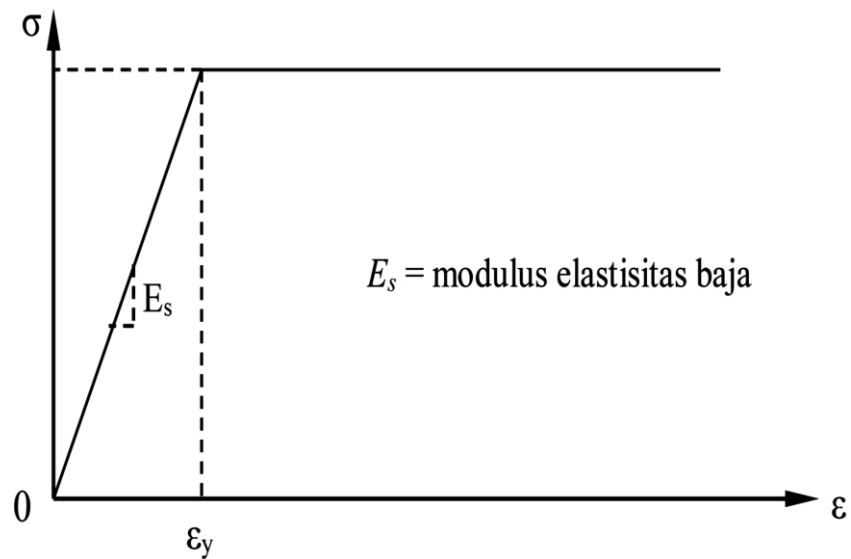 σ
E_s = modulus elastisitas baja
E_s
0
ε_y
ε